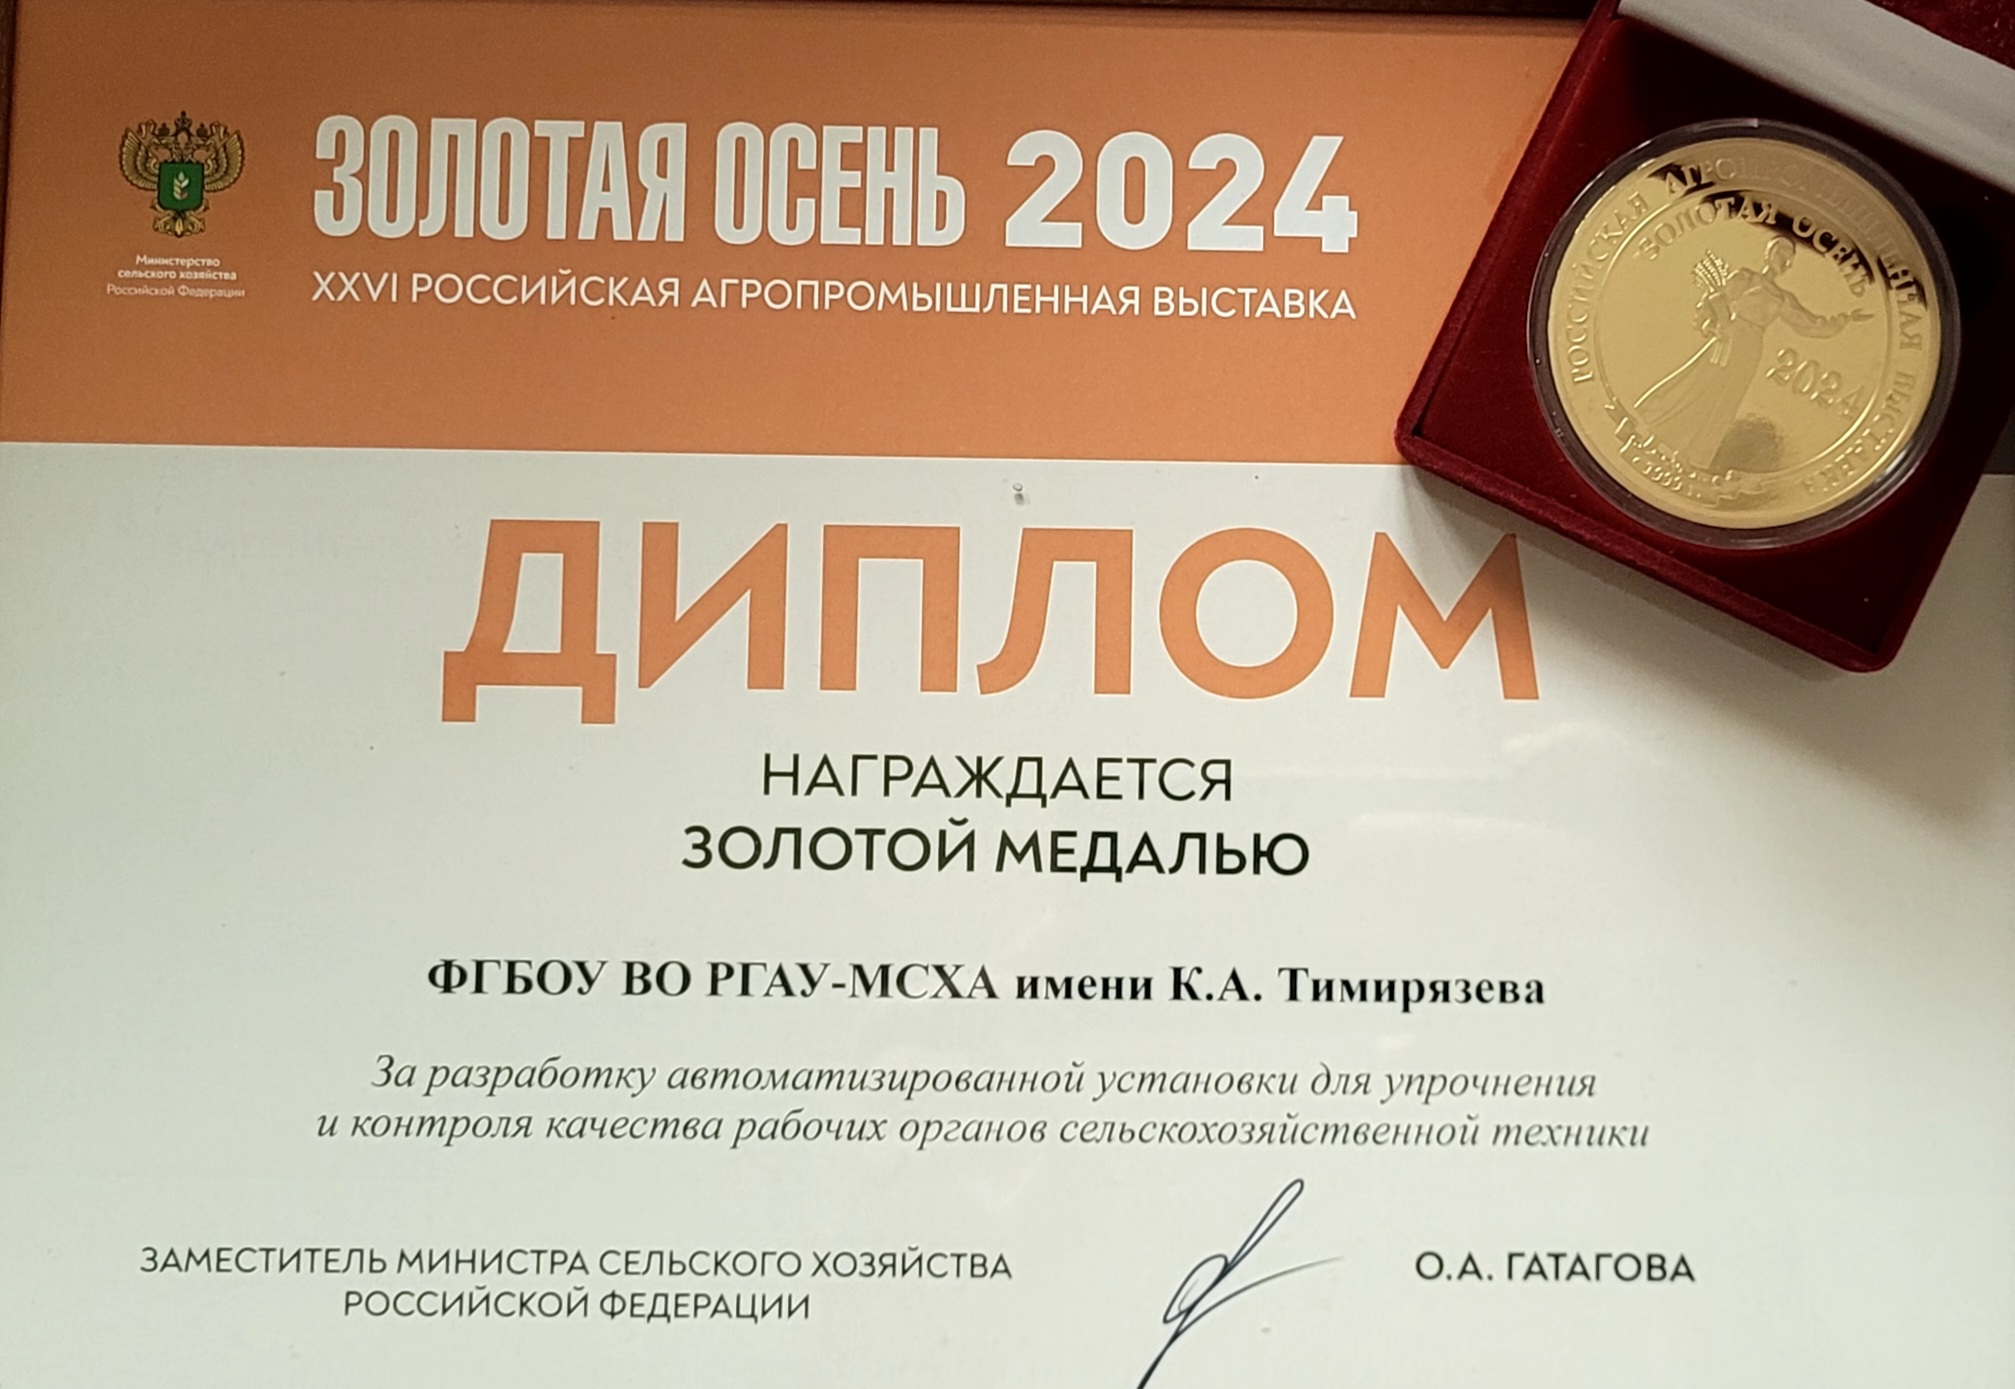 Министерство
сельского хозяйства
Российской Федерации
ЗОЛОТАЯ ОСЕНЬ 2024
XXVI РОССИЙСКАЯ АГРОПРОМЫШЛЕННАЯ ВЫСТАВКА
РОССИЙСКАЯ АГРОПРОМЫШЛЕННАЯ ВЫСТАВКА
ЗОЛОТАЯ ОСЕНЬ
2024
1999
ДИПЛОМ
НАГРАЖДАЕТСЯ
ЗОЛОТОЙ МЕДАЛЬЮ
ФГБОУ ВО РГАУ-МСХА имени К.А. Тимирязева
За разработку автоматизированной установки для упрочнения
и контроля качества рабочих органов сельскохозяйственной техники
ЗАМЕСТИТЕЛЬ МИНИСТРА СЕЛЬСКОГО ХОЗЯЙСТВА
РОССИЙСКОЙ ФЕДЕРАЦИИ
О.А. ГАТАГОВА